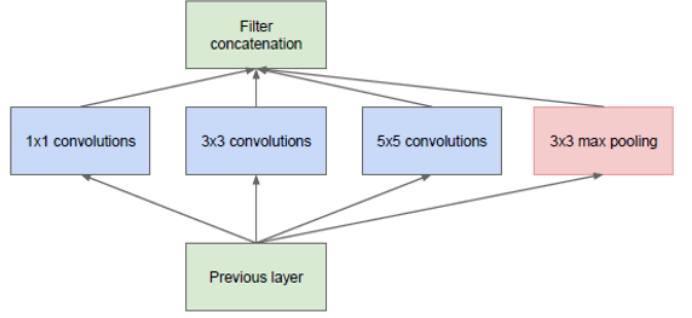 Filter
concatenation
1x1 convolutions
3x3 convolutions
5x5 convolutions
3x3 max pooling
Previous layer